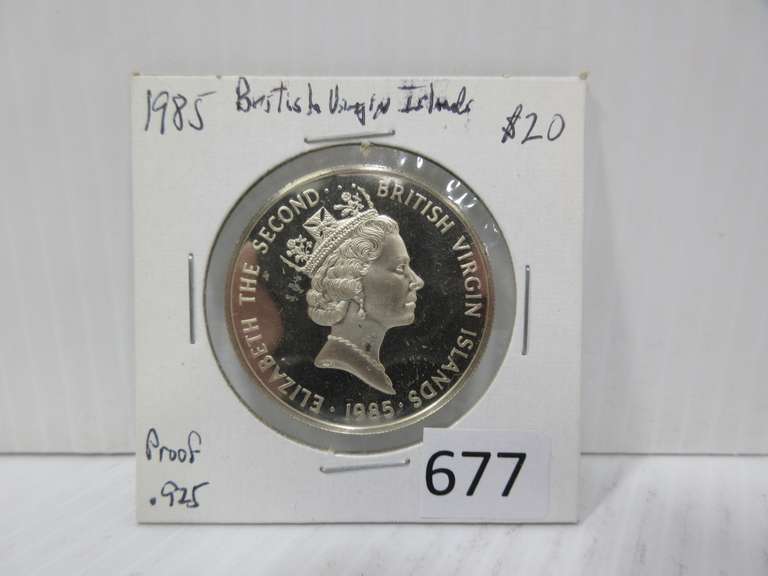 1985 British Virgin Islands $20
ELIZABETH THE SECOND · BRITISH VIRGIN ISLANDS · 1985 ·
Proof
.925
677